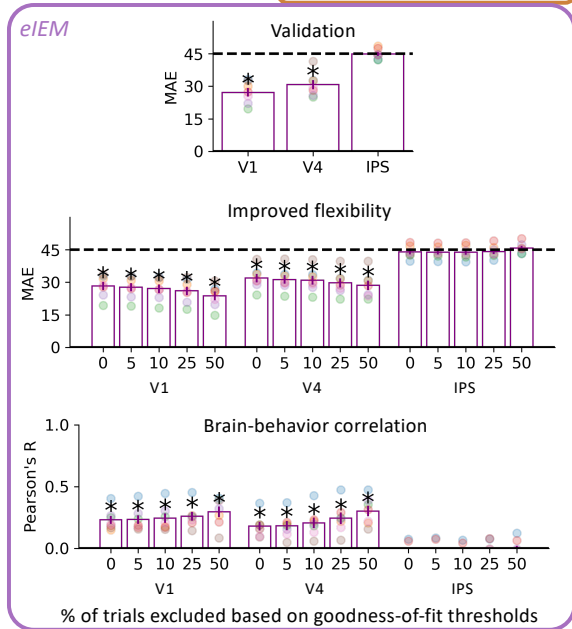 eIEM
Validation
MAE
45
30
15
0
* *
V1 V4 IPS
Improved flexibility
MAE
45
30
15
0
* * * * * * * * * *
0 5 10 25 50 0 5 10 25 50 0 5 10 25 50
V1 V4 IPS
Brain-behavior correlation
Pearson's R
1.0
0.5
0.0
* * * * * * * * * *
0 5 10 25 50 0 5 10 25 50 0 5 10 25 50
V1 V4 IPS
% of trials excluded based on goodness-of-fit thresholds